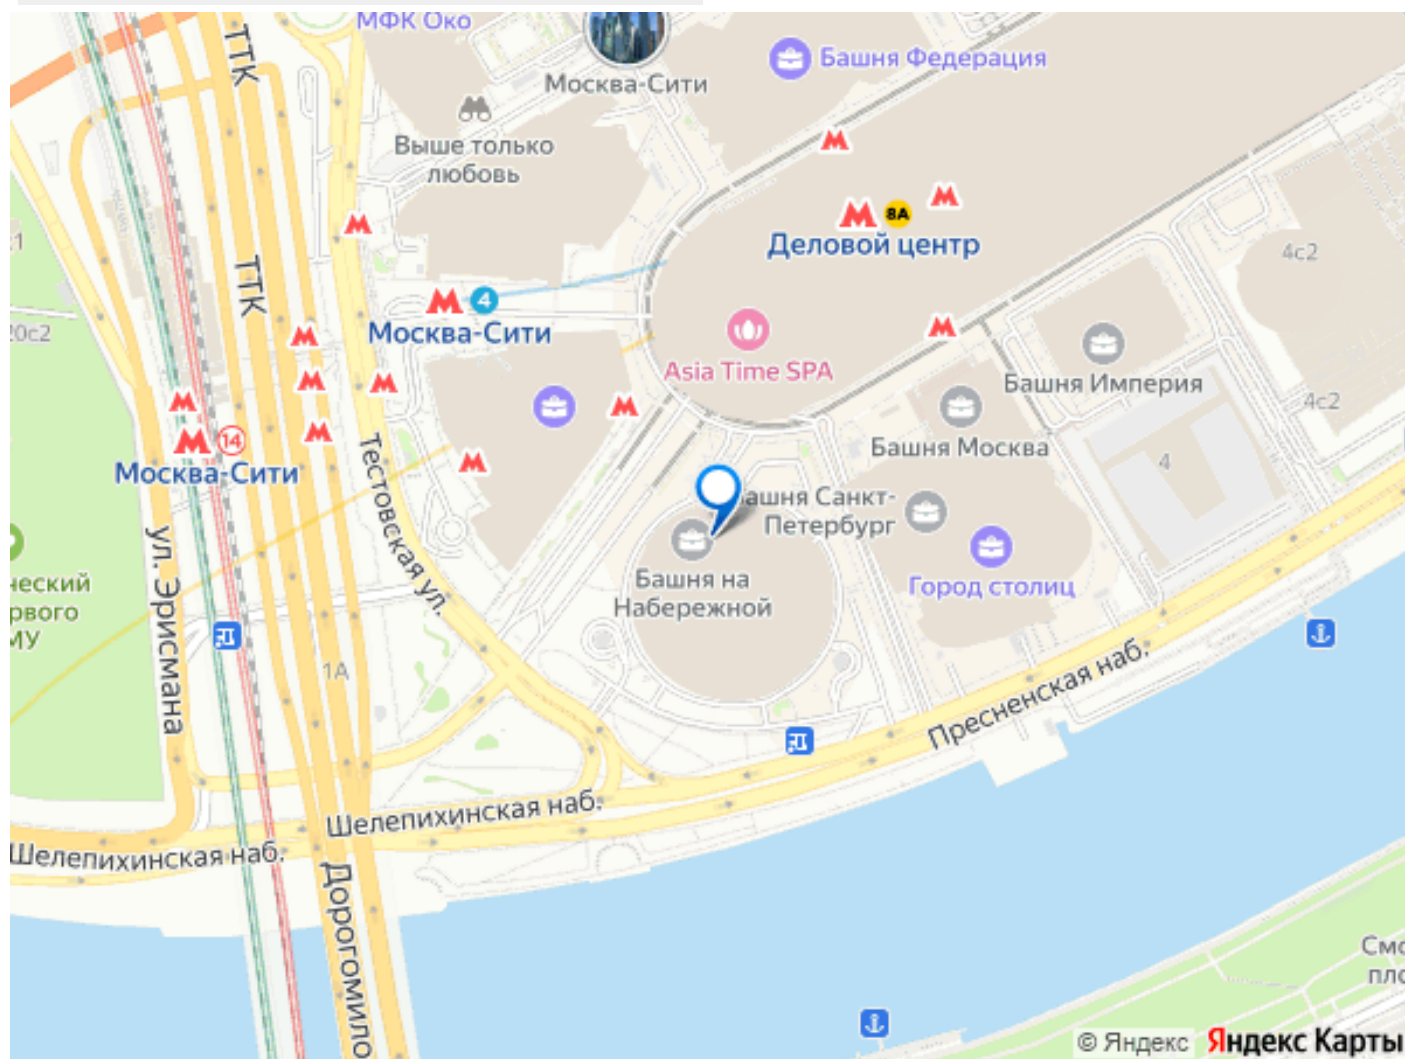 МФК Око
ТТК
Москва-Сити
Башня Федерация
Выше только
любовь
8А
Деловой центр
4с2
ТТК
4
Москва-Сити
20с2
Asia Time SPA
Башня Империя
4с2
Башня Москва
14
Москва-Сити
4
Тестовская ул.
ашня Санкт-
Петербург
ул. Эрисмана
Башня на
Набережной
Город столиц
1А
Пресненская наб.
Шелепихинская наб.
Шелепихинская наб.
Дорогомило
© Яндекс Яндекс Карты